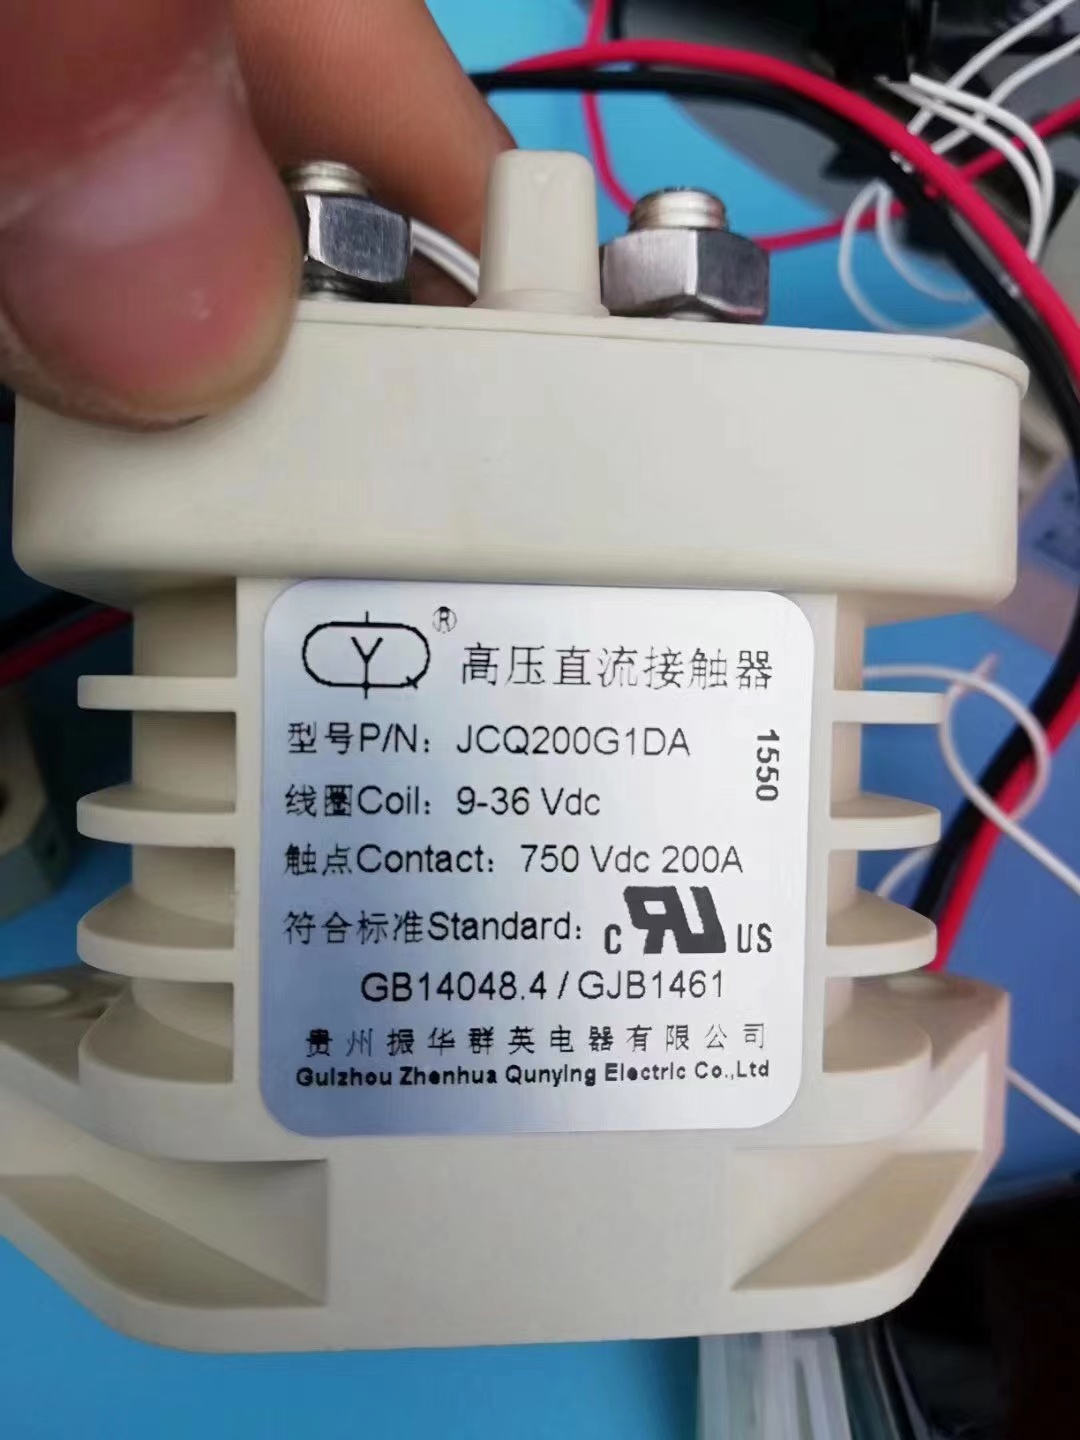 Y ®
高压直流接触器
型号P/N：JCQ200G1DA
1550
线圈Coil：9-36 Vdc
触点Contact：750 Vdc 200A
符合标准Standard：c RU US
GB14048.4 / GJB1461
贵州振华群英电器有限公司
Guizhou Zhenhua Qunying Electric Co.,Ltd